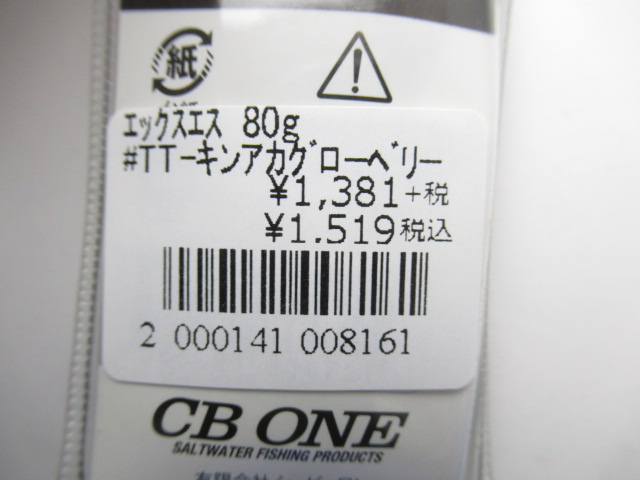 紙
エックスエス 80g
#TT-キンアカグローベリー
¥1,381+税
¥1.519税込
2 000141 008161
CB ONE
SALTWATER FISHING PRODUCTS